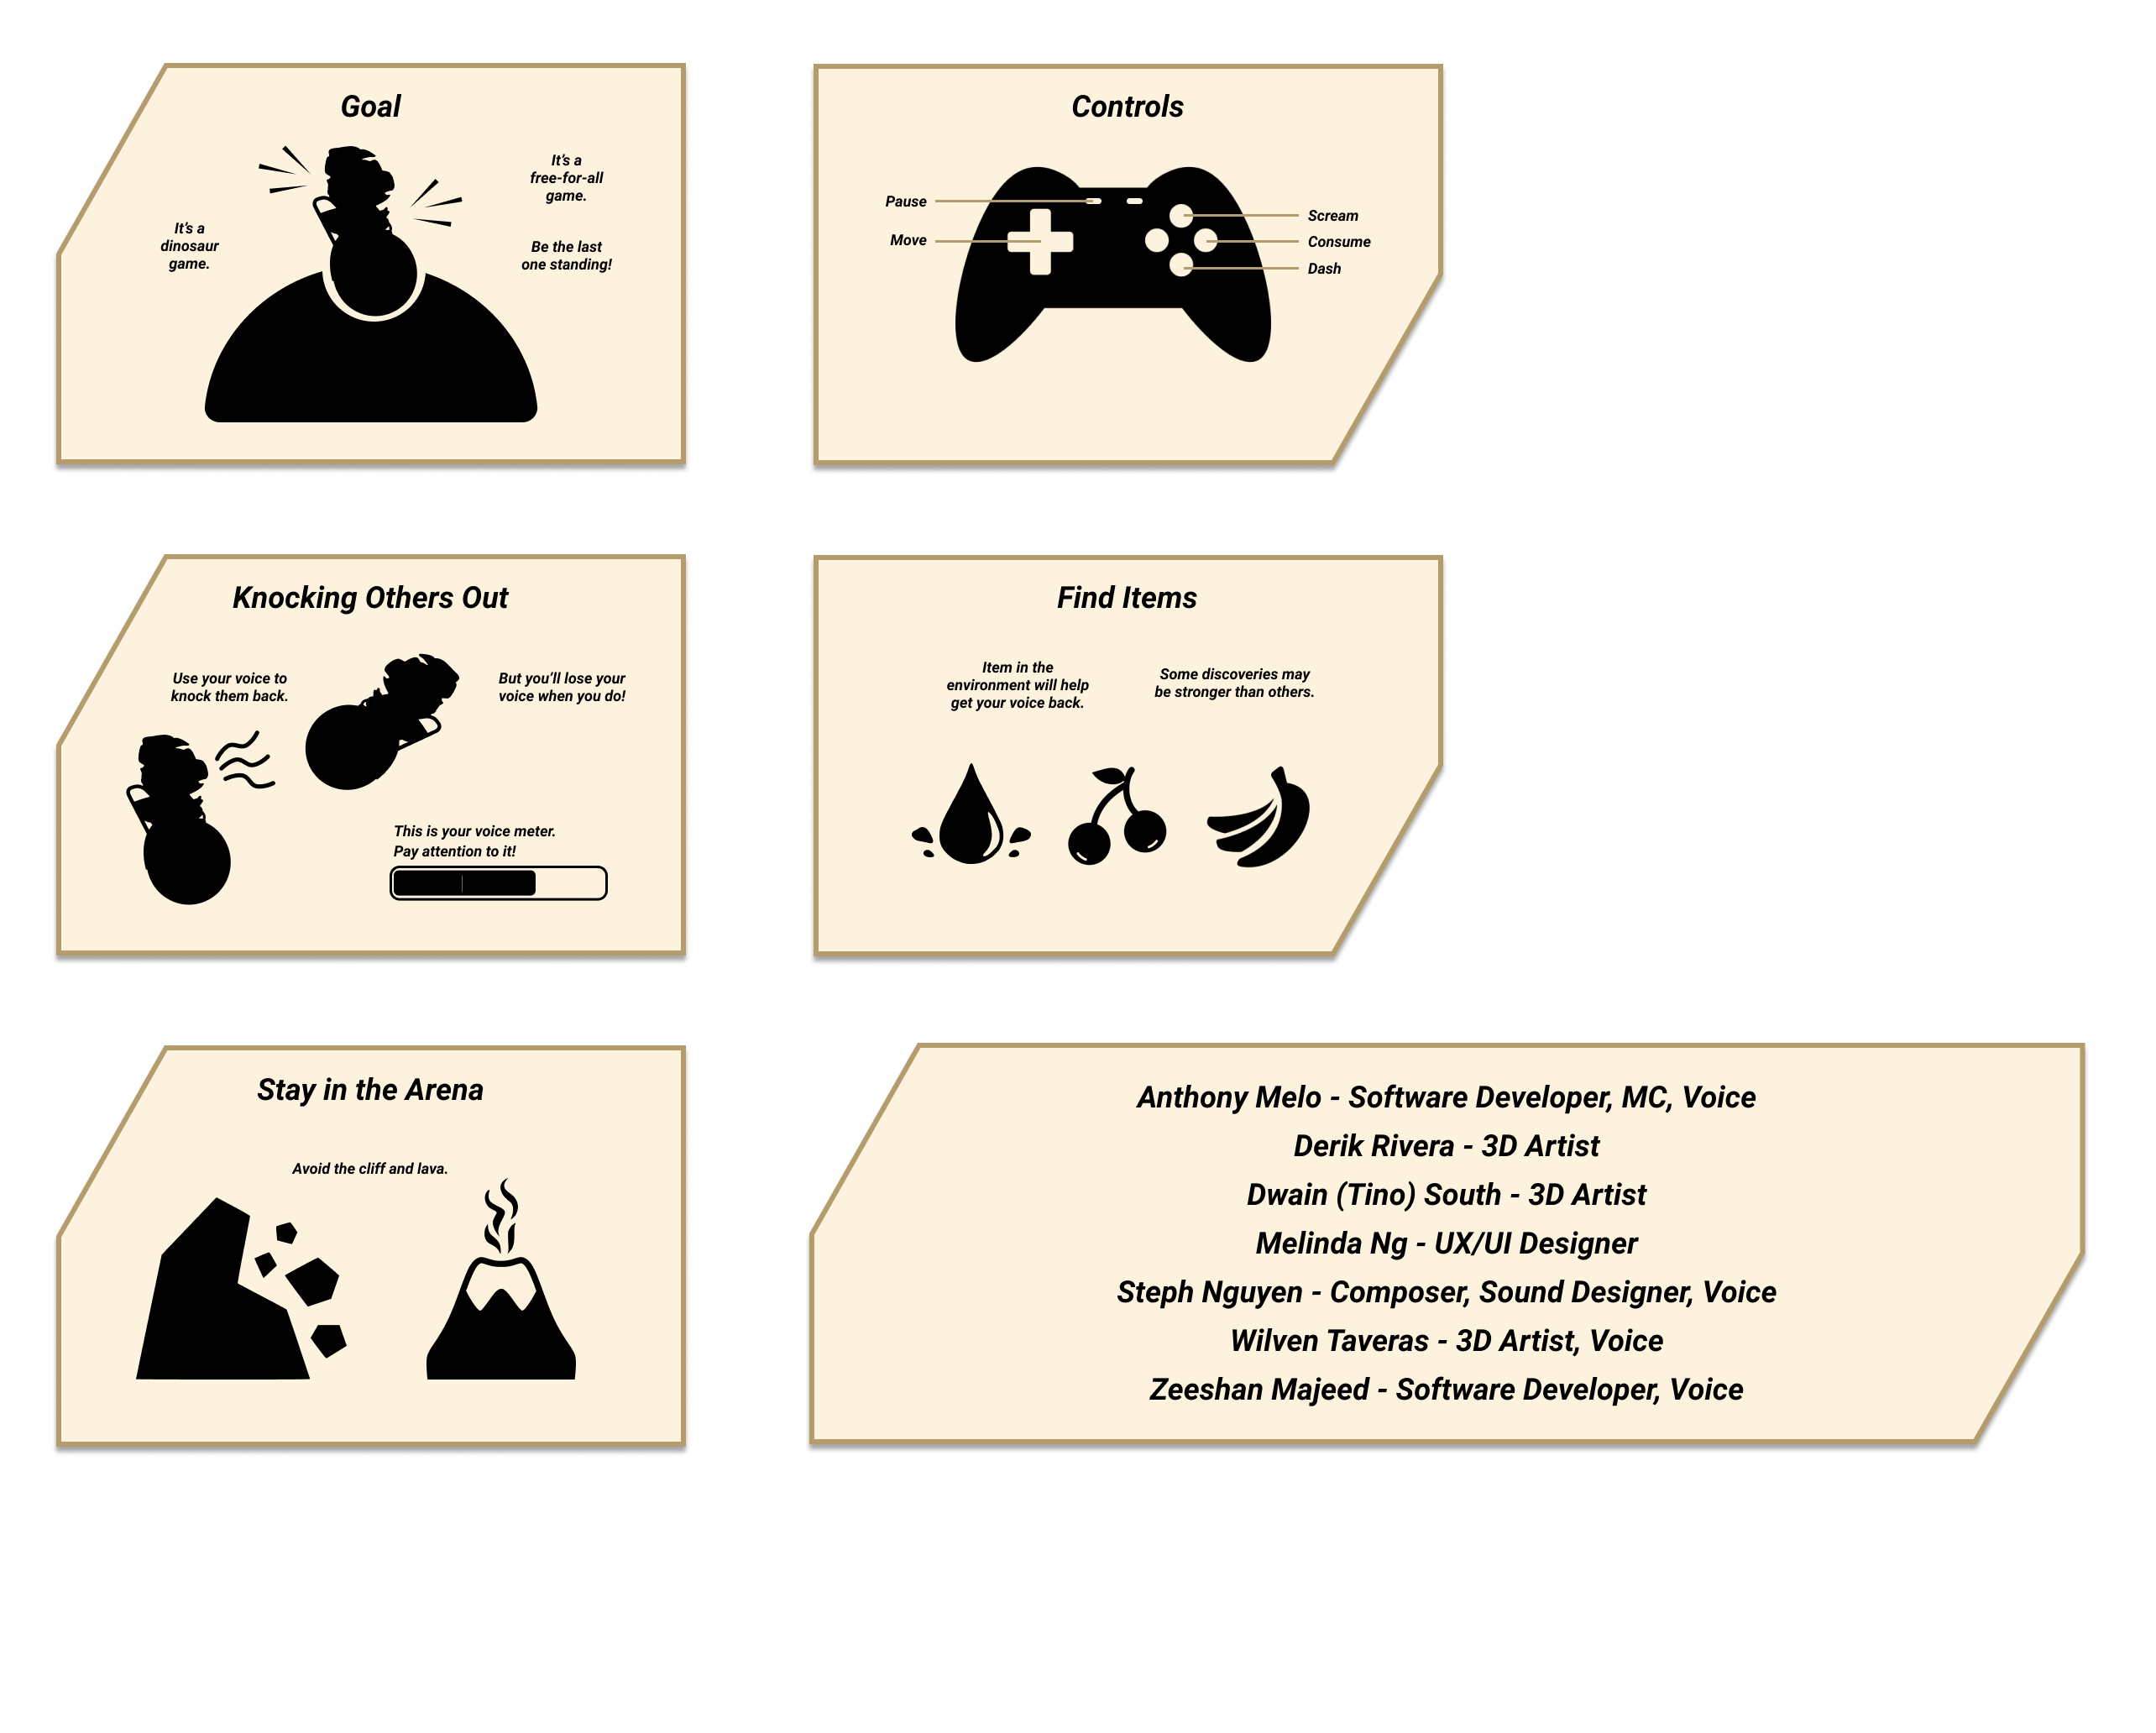 Goal
It's a
dinosaur
game.
It's a
free-for-all
game.
Be the last
one standing!
Controls
Pause
Move
Scream
Consume
Dash
Knocking Others Out
Use your voice to
knock them back.
But you'll lose your
voice when you do!
This is your voice meter.
Pay attention to it!
Find Items
Item in the
environment will help
get your voice back.
Some discoveries may
be stronger than others.
Stay in the Arena
Avoid the cliff and lava.
Anthony Melo - Software Developer, MC, Voice
Derik Rivera - 3D Artist
Dwain (Tino) South - 3D Artist
Melinda Ng - UX/UI Designer
Steph Nguyen - Composer, Sound Designer, Voice
Wilven Taveras - 3D Artist, Voice
Zeeshan Majeed - Software Developer, Voice